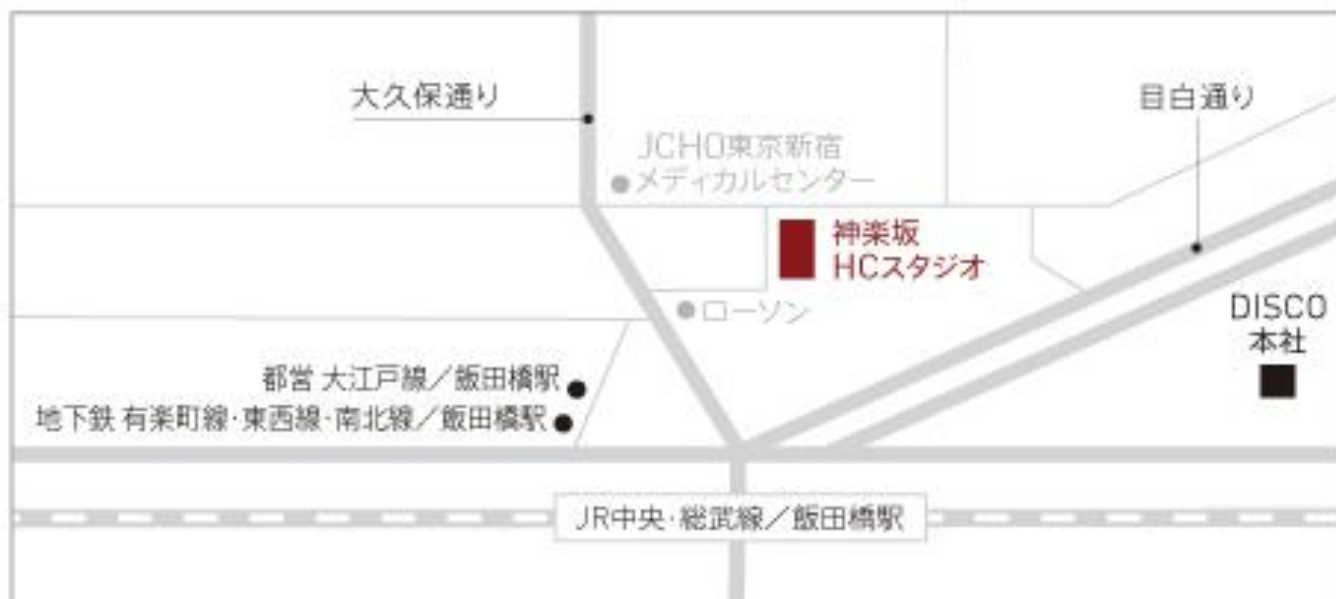 大久保通り
目白通り
JCHO東京新宿
メディカルセンター
神楽坂
HCスタジオ
ローソン
DISCO
本社
都営 大江戸線／飯田橋駅
地下鉄 有楽町線·東西線·南北線／飯田橋駅
JR中央·総武線／飯田橋駅